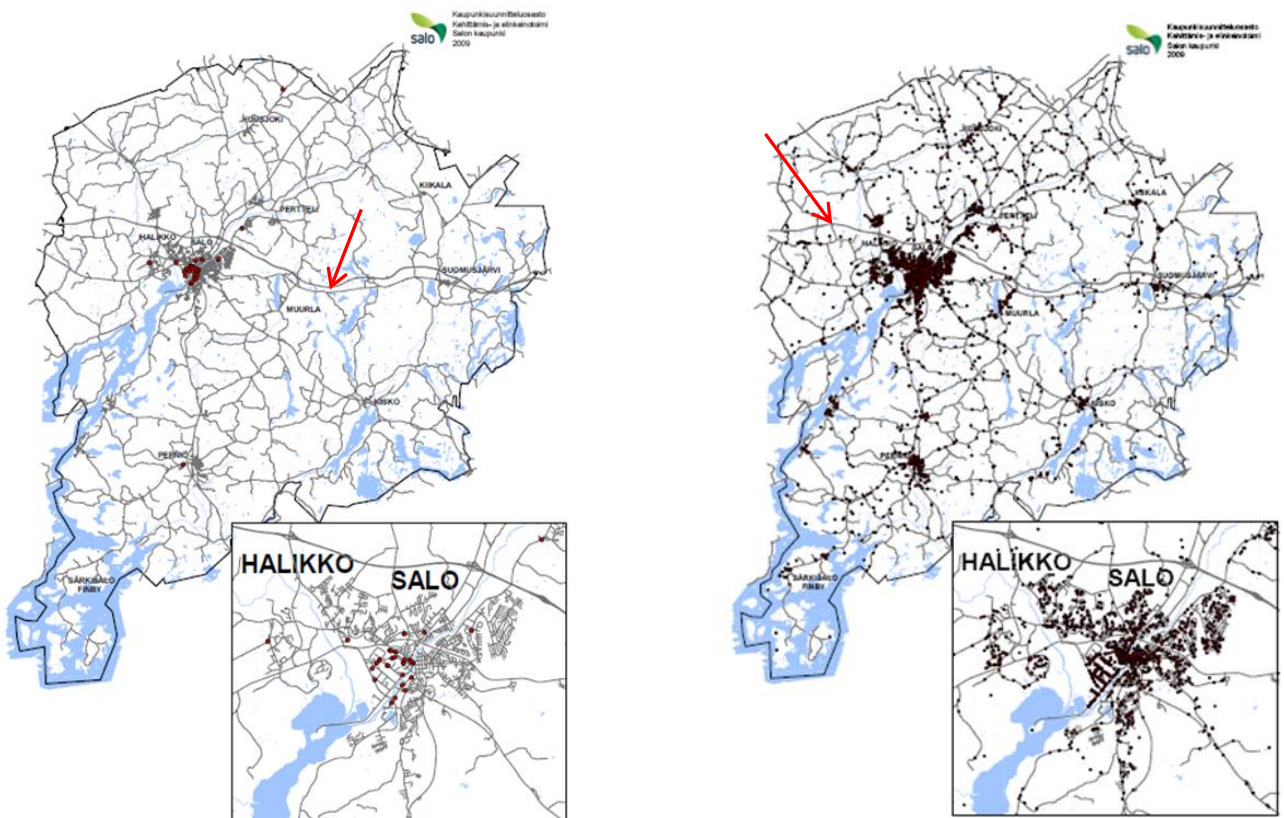 salo
Kaupunkisuunnitteluosasto
Kehittämis- ja elinkeinotoimi
Salon kaupunki
2009
KUUSJOKI
KIIKALA
PERTTELI
HALIKKO
SALO
SUOMUSJÄRVI
MUURLA
KISKO
PERNIÖ
SÄRKISALO
FINBY
HALIKKO
SALO
salo
Kaupunkisuunnitteluosasto
Kehittämis- ja elinkeinotoimi
Salon kaupunki
2009
KUUSJOKI
KIIKALA
PERTTELI
SUOMUSJÄRVI
MUURLA
KISKO
SÄRKISALO
FINBY
HALIKKO
SALO